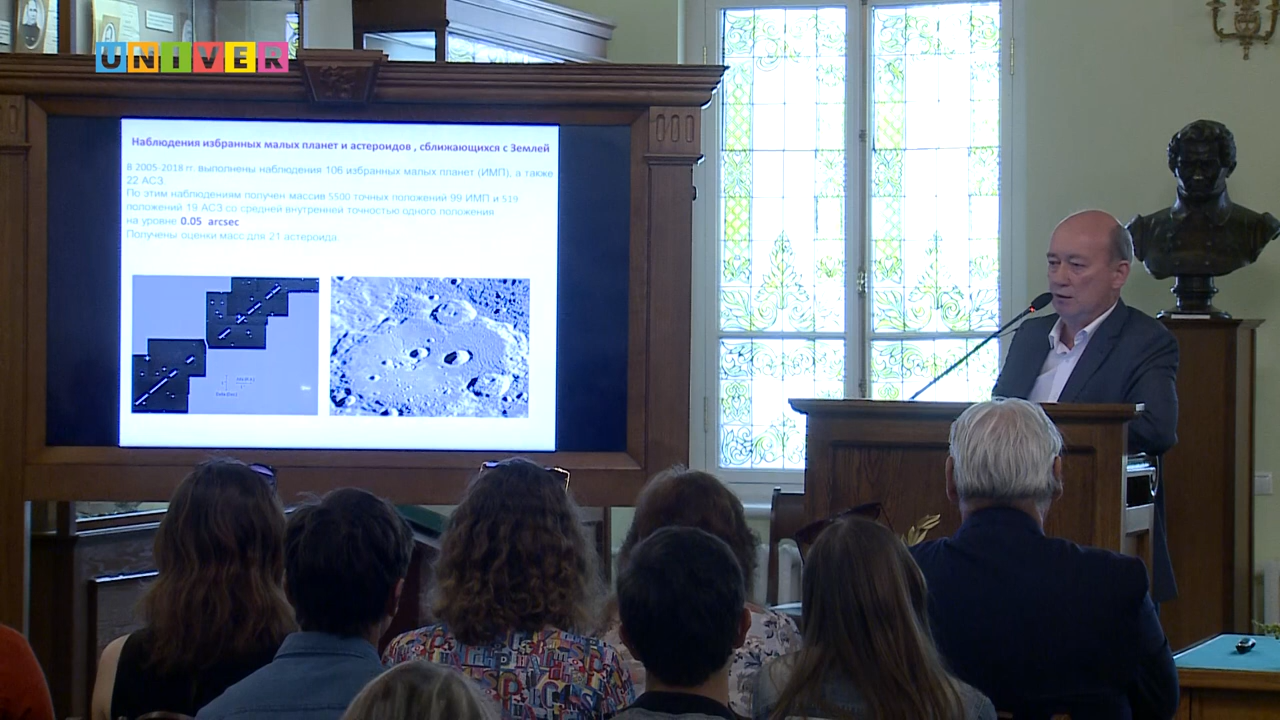 UNIVER
Наблюдения избранных малых планет и астероидов , сближающихся с Землей
В 2005-2018 гг. выполнены наблюдения 106 избранных малых планет (ИМП), а также
22 АСЗ.
По этим наблюдениям получен массив 5500 точных положений 99 ИМП и 519
положений 19 АСЗ со средней внутренней точностью одного положения
на уровне 0.05 arcsec
Получены оценки масс для 21 астероида.